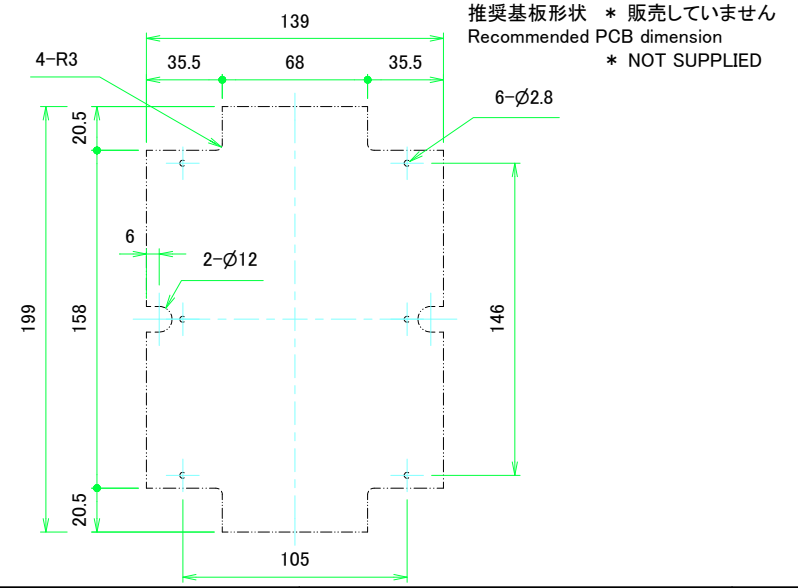 推奨基板形状 * 販売していません
Recommended PCB dimension
* NOT SUPPLIED
139
35.5 68 35.5
4-R3
6-Ø2.8
20.5
6
2-Ø12
199
158
146
20.5
105